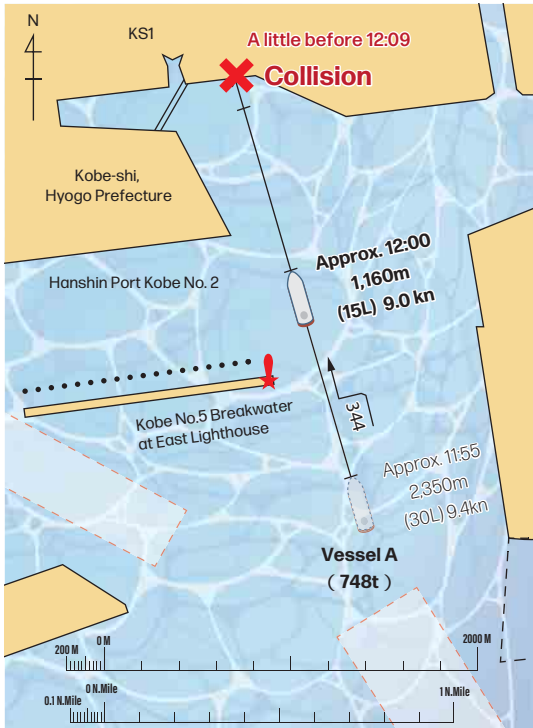 N
KS1
A little before 12:09
Collision
Kobe-shi,
Hyogo Prefecture
Approx. 12:00
1,160m
(15L) 9.0 kn
Hanshin Port Kobe No. 2
Kobe No.5 Breakwater
at East Lighthouse
344
Approx. 11:55
2,350m
(30L) 9.4kn
Vessel A
( 748t )
200 M
0 M
2000 M
0.1 N.Mile
0 N.Mile
1 N.Mile